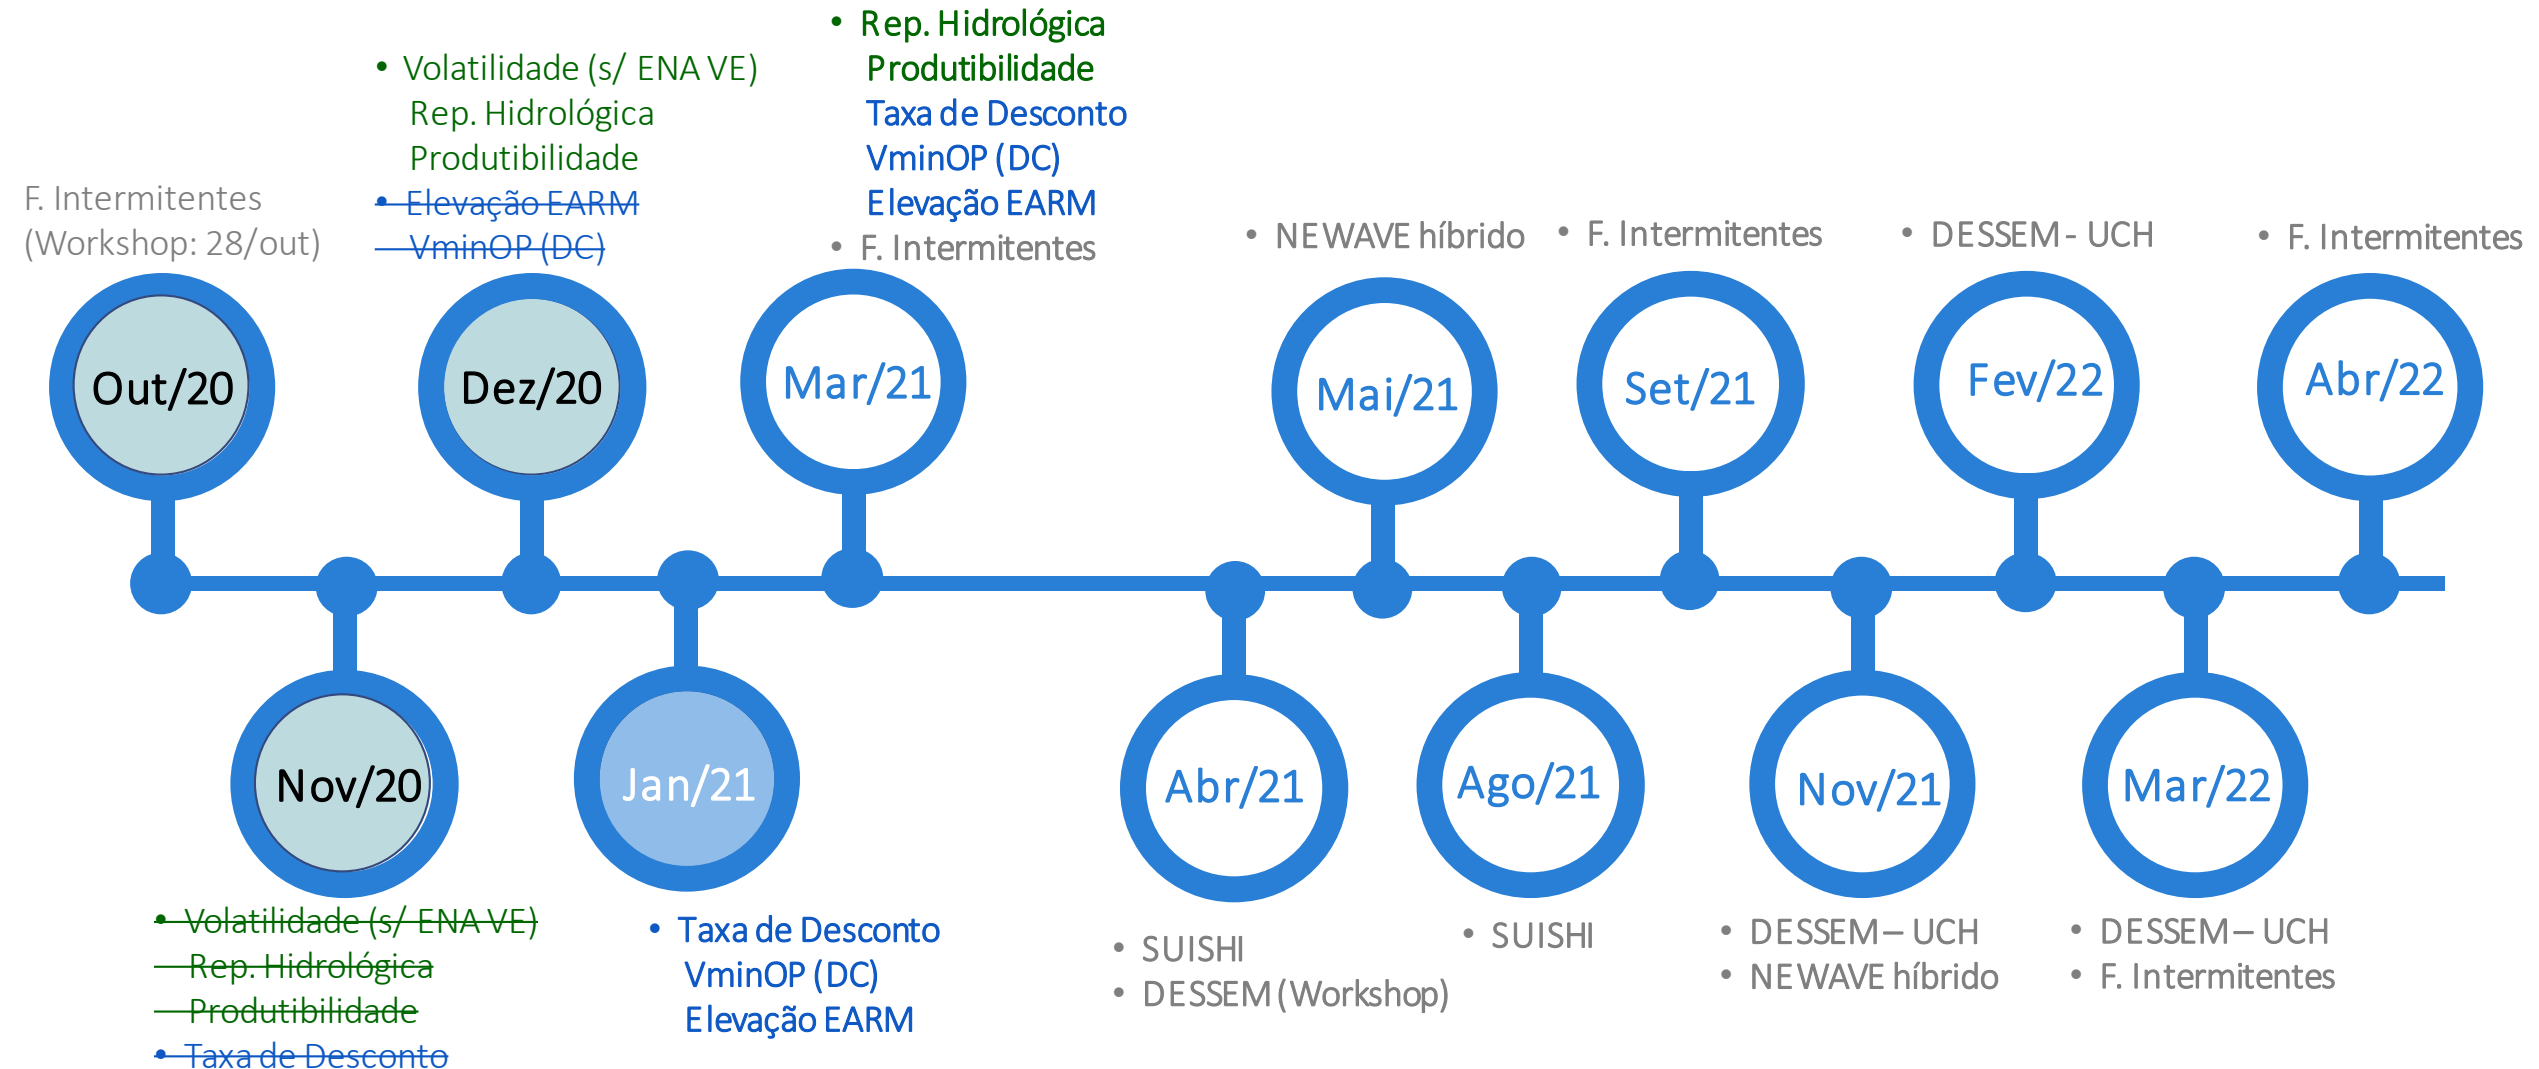 F. Intermitentes
(Workshop: 28/out)
Out/20
• Volatilidade (s/ ENA VE)
Rep. Hidrológica
Produtibilidade
• Elevação EARM
VminOP (DC)
Dez/20
• Rep. Hidrológica
Produtibilidade
Taxa de Desconto
VminOP (DC)
Elevação EARM
• F. Intermitentes
Mar/21
• NEWAVE híbrido
Mai/21
• F. Intermitentes
Set/21
• DESSEM - UCH
Fev/22
• F. Intermitentes
Abr/22
Nov/20
• Volatilidade (s/ ENA VE)
Rep. Hidrológica
Produtibilidade
• Taxa de Desconto
Jan/21
• Taxa de Desconto
VminOP (DC)
Elevação EARM
Abr/21
• SUISHI
• DESSEM (Workshop)
Ago/21
• SUISHI
Nov/21
• DESSEM – UCH
• NEWAVE híbrido
Mar/22
• DESSEM – UCH
• F. Intermitentes